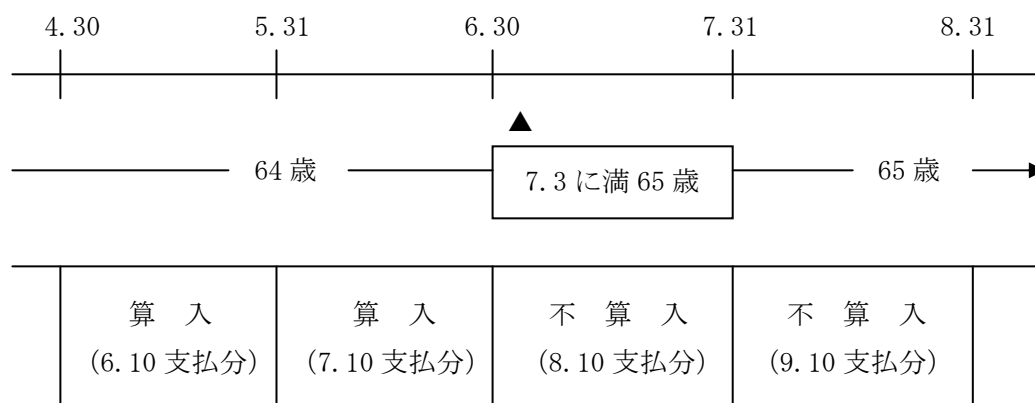 4.30 5.31 6.30 7.31 8.31
▲
64 歳 7.3 に満 65 歳 65 歳
算 入 算 入 不 算 入 不 算 入
(6.10 支払分) (7.10 支払分) (8.10 支払分) (9.10 支払分)